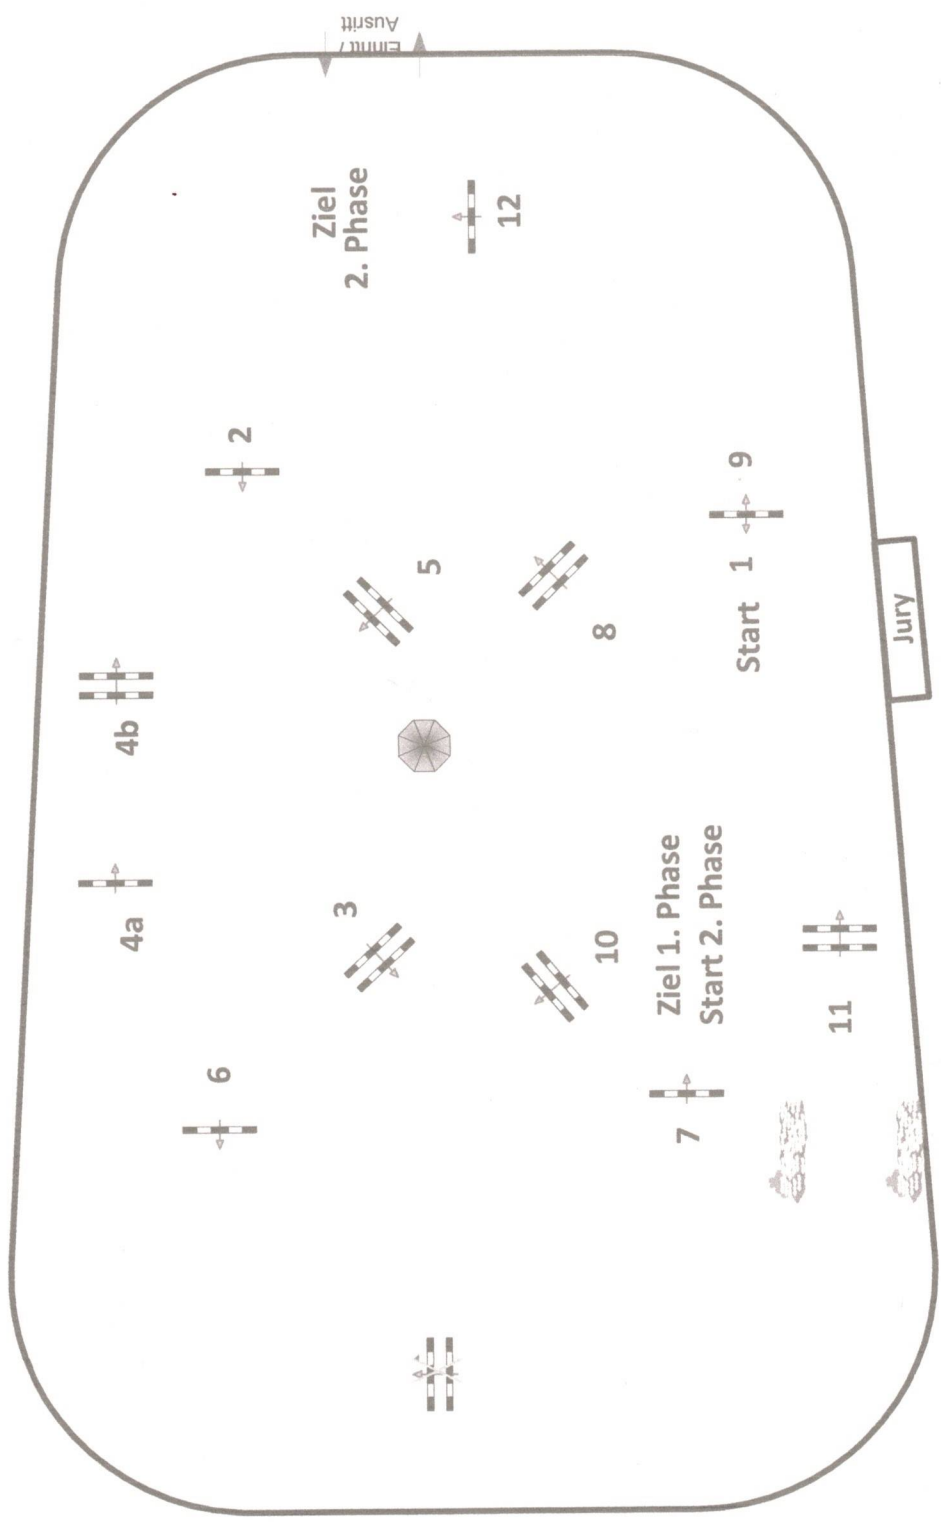 Einritt /
Ausritt
Ziel
2. Phase
12
2
5
8
9
Start 1
Jury
4b
4a
3
6
10
Ziel 1. Phase
Start 2. Phase
7
11